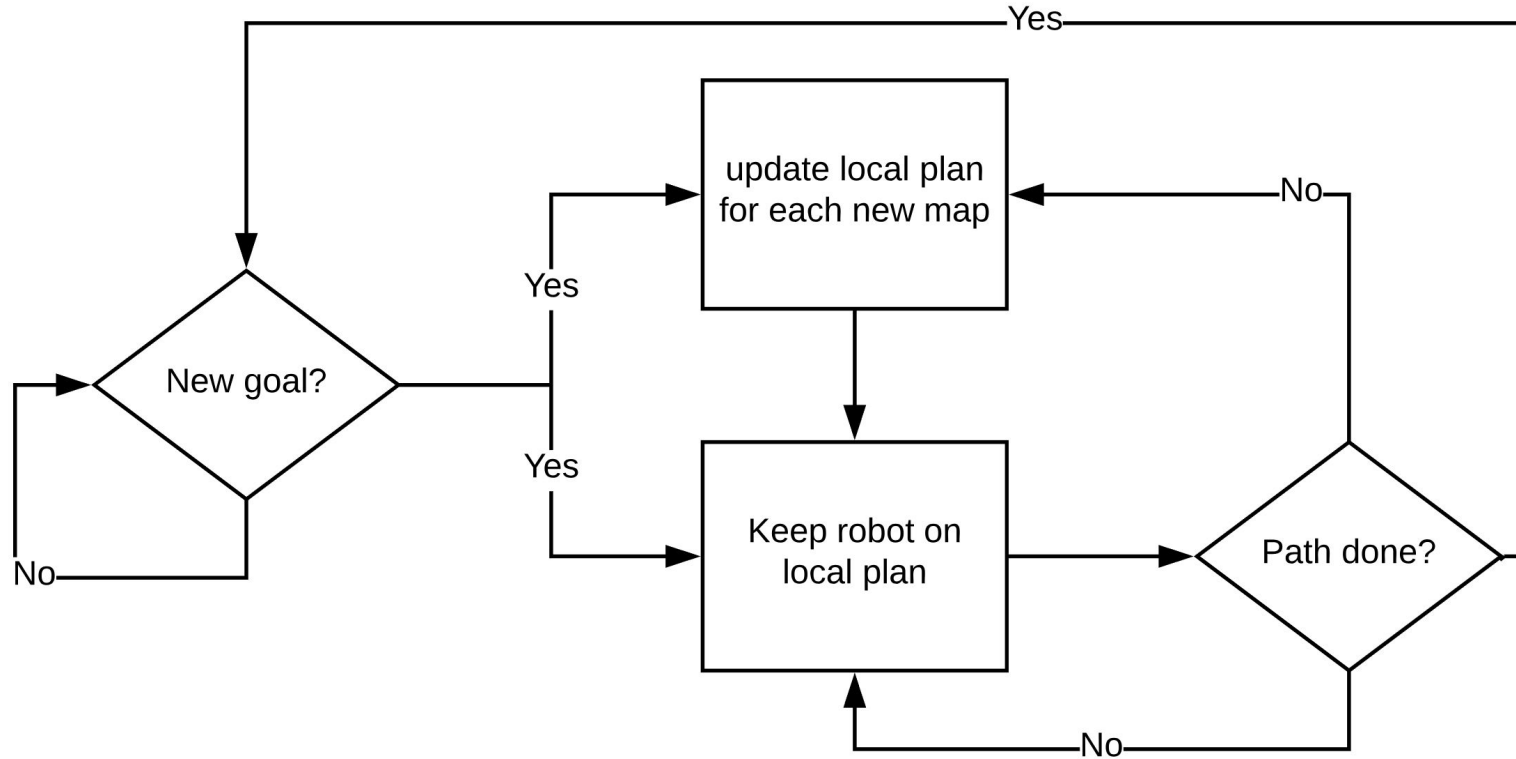 Yes
update local plan
for each new map
No
Yes
New goal?
Yes
Keep robot on
local plan
Path done?
No
No